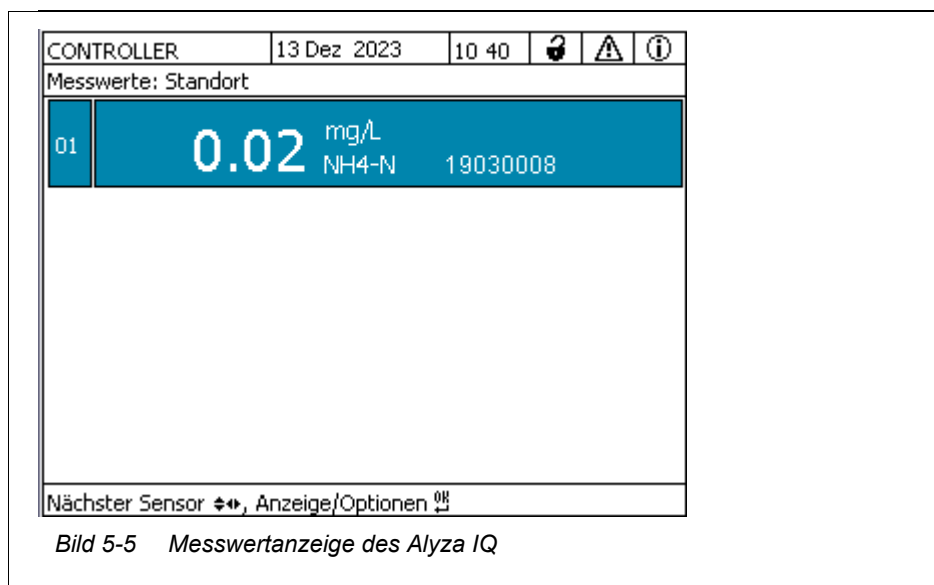 CONTROLLER 13 Dez 2023 10 40
Messwerte: Standort
01 0.02 mg/L NH4-N 19030008
Nächster Sensor, Anzeige/Optionen OK
Bild 5-5 Messwertanzeige des Alyza IQ